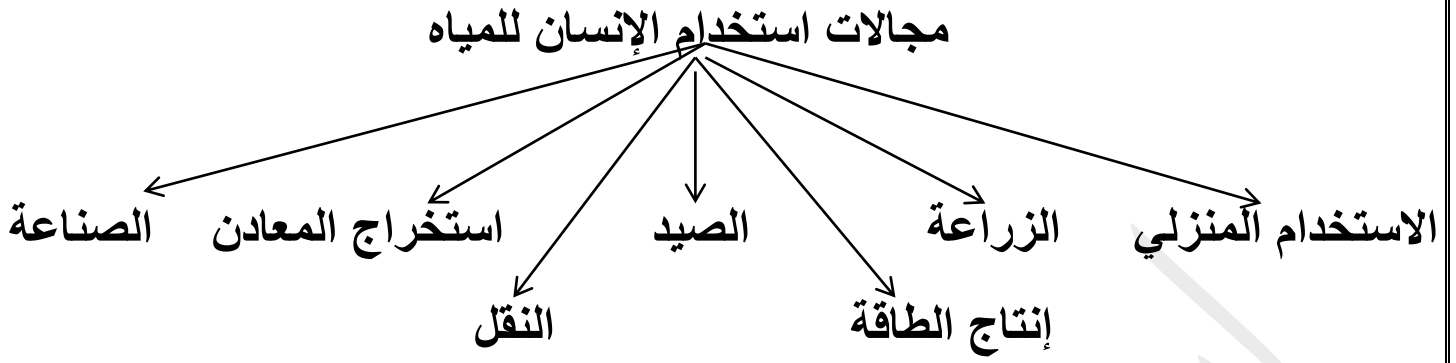 مجالات استخدام الإنسان للمياه
الاستخدام المنزلي الزراعة الصيد استخراج المعادن الصناعة
إنتاج الطاقة النقل